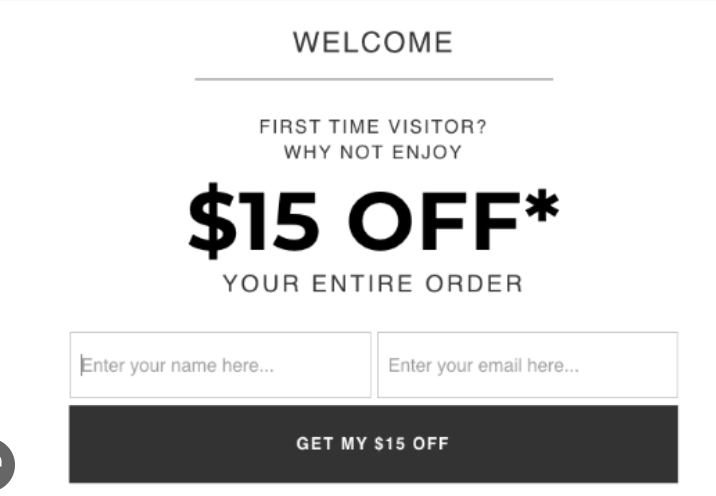 WELCOME
FIRST TIME VISITOR?
WHY NOT ENJOY
$15 OFF*
YOUR ENTIRE ORDER
Enter your name here...
Enter your email here...
GET MY $15 OFF